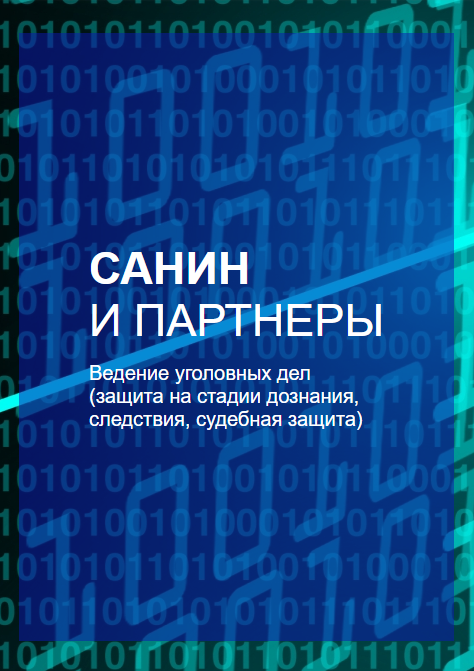 САНИН
И ПАРТНЕРЫ
Ведение уголовных дел
(защита на стадии дознания,
следствия, судебная защита)